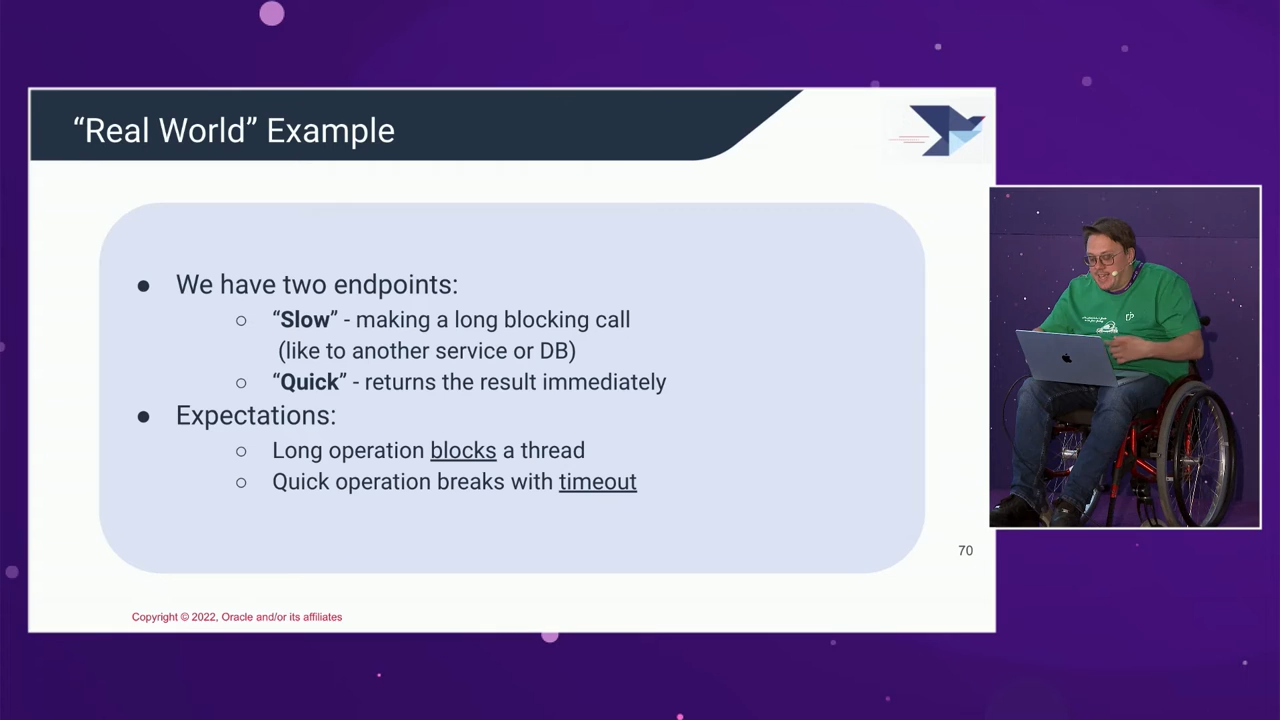 “Real World” Example
● We have two endpoints:
○ “Slow” - making a long blocking call
(like to another service or DB)
○ “Quick” - returns the result immediately
● Expectations:
○ Long operation blocks a thread
○ Quick operation breaks with timeout
70
Copyright © 2022, Oracle and/or its affiliates